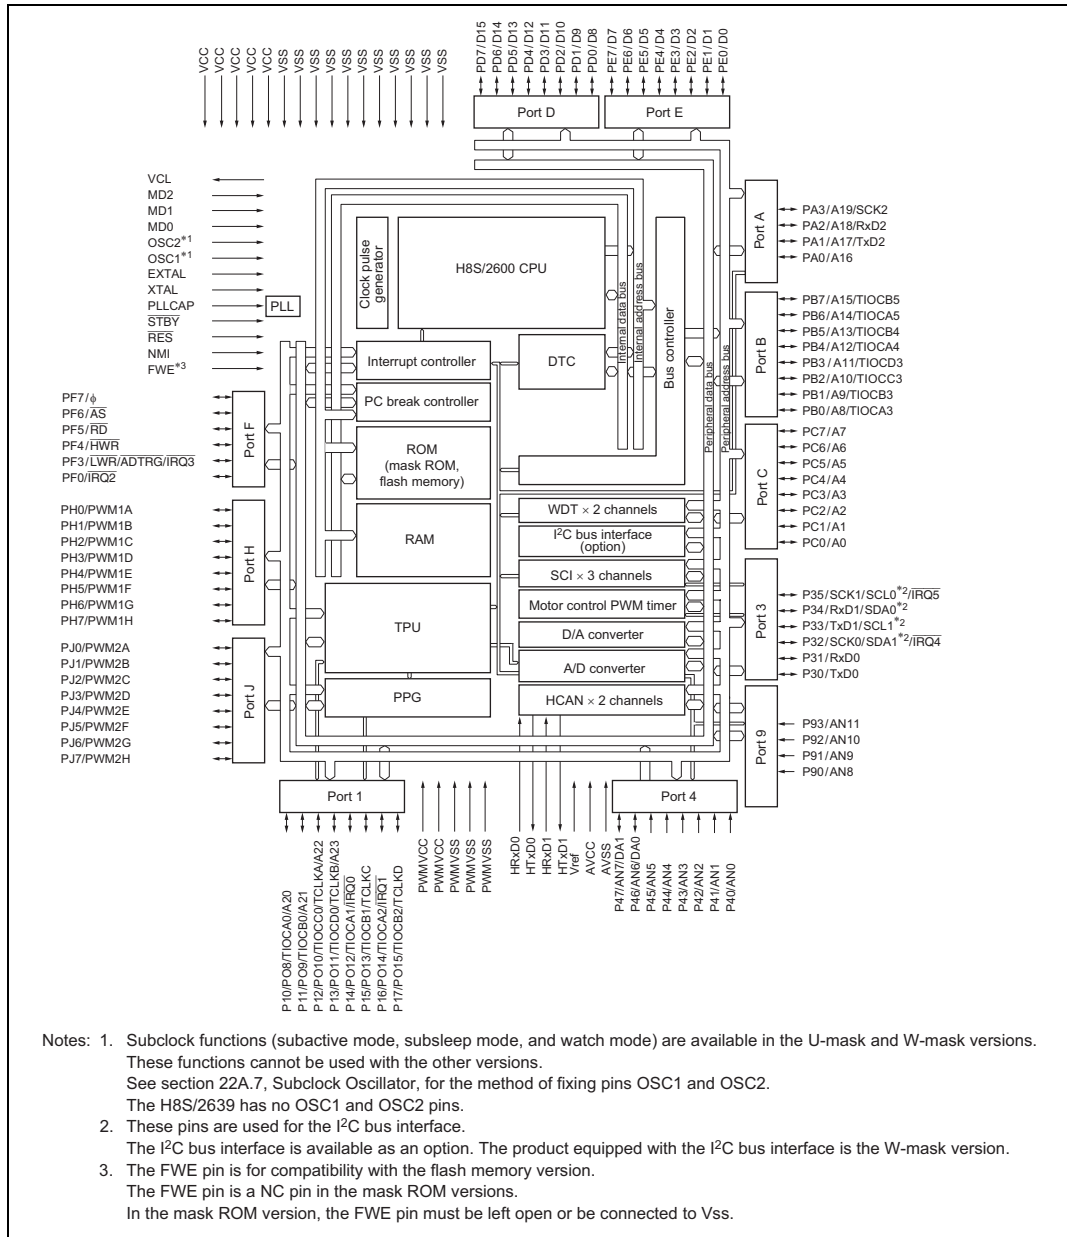 VCC
VCC
VCC
VCC
VCC
VSS
VSS
VSS
VSS
VSS
VSS
VSS
VSS
VSS
VSS
VSS
PD7/D15
PD6/D14
PD5/D13
PD4/D12
PD3/D11
PD2/D10
PD1/D9
PD0/D8
PE7/D7
PE6/D6
PE5/D5
PE4/D4
PE3/D3
PE2/D2
PE1/D1
PE0/D0
Port D
Port E
VCL
MD2
MD1
MD0
OSC2*1
OSC1*1
EXTAL
XTAL
PLLCAP
STBY
RES
NMI
FWE*3
PLL
Clock pulse generator
H8S/2600 CPU
Interrupt controller
PC break controller
DTC
ROM
(mask ROM,
flash memory)
RAM
TPU
PPG
Internal data bus
Internal address bus
Bus controller
Peripheral data bus
Peripheral address bus
WDT × 2 channels
I²C bus interface
(option)
SCI × 3 channels
Motor control PWM timer
D/A converter
A/D converter
HCAN × 2 channels
Port A
PA3/A19/SCK2
PA2/A18/RxD2
PA1/A17/TxD2
PA0/A16
Port B
PB7/A15/TIOCB5
PB6/A14/TIOCA5
PB5/A13/TIOCB4
PB4/A12/TIOCA4
PB3/A11/TIOCD3
PB2/A10/TIOCC3
PB1/A9/TIOCB3
PB0/A8/TIOCA3
Port C
PC7/A7
PC6/A6
PC5/A5
PC4/A4
PC3/A3
PC2/A2
PC1/A1
PC0/A0
Port 3
P35/SCK1/SCL0*2/IRQ5
P34/RxD1/SDA0*2
P33/TxD1/SCL1*2
P32/SCK0/SDA1*2/IRQ4
P31/RxD0
P30/TxD0
Port 9
P93/AN11
P92/AN10
P91/AN9
P90/AN8
PF7/ϕ
PF6/AS
PF5/RD
PF4/HWR
PF3/LWR/ADTRG/IRQ3
PF0/IRQ2
Port F
PH0/PWM1A
PH1/PWM1B
PH2/PWM1C
PH3/PWM1D
PH4/PWM1E
PH5/PWM1F
PH6/PWM1G
PH7/PWM1H
Port H
PJ0/PWM2A
PJ1/PWM2B
PJ2/PWM2C
PJ3/PWM2D
PJ4/PWM2E
PJ5/PWM2F
PJ6/PWM2G
PJ7/PWM2H
Port J
Port 1
Port 4
P10/PO8/TIOCA0/A20
P11/PO9/TIOCB0/A21
P12/PO10/TIOCC0/TCLKA/A22
P13/PO11/TIOCD0/TCLKB/A23
P14/PO12/TIOCA1/IRQ0
P15/PO13/TIOCB1/TCLKC
P16/PO14/TIOCA2/IRQ1
P17/PO15/TIOCB2/TCLKD
PWMVCC
PWMVCC
PWMVSS
PWMVSS
PWMVSS
HRxD0
HTxD0
HRxD1
HTxD1
Vref
AVCC
AVSS
P47/AN7/DA1
P46/AN6/DA0
P45/AN5
P44/AN4
P43/AN3
P42/AN2
P41/AN1
P40/AN0
Notes: 1. Subclock functions (subactive mode, subsleep mode, and watch mode) are available in the U-mask and W-mask versions.
These functions cannot be used with the other versions.
See section 22A.7, Subclock Oscillator, for the method of fixing pins OSC1 and OSC2.
The H8S/2639 has no OSC1 and OSC2 pins.
2. These pins are used for the I²C bus interface.
The I²C bus interface is available as an option. The product equipped with the I²C bus interface is the W-mask version.
3. The FWE pin is for compatibility with the flash memory version.
The FWE pin is a NC pin in the mask ROM versions.
In the mask ROM version, the FWE pin must be left open or be connected to Vss.